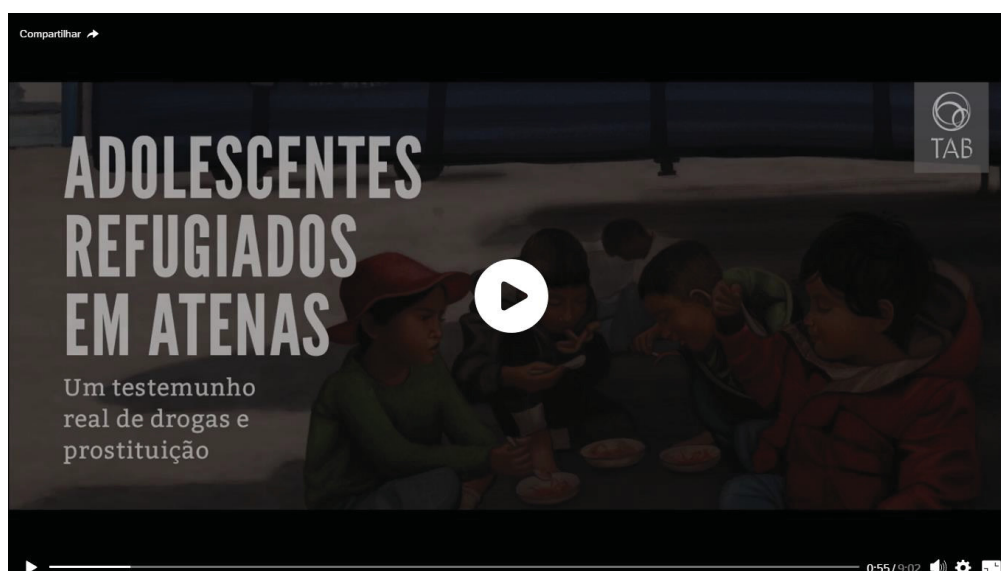 Compartilhar
TAB
ADOLESCENTES
REFUGIADOS
EM ATENAS
Um testemunho
real de drogas e
prostituição
0:55/9:02